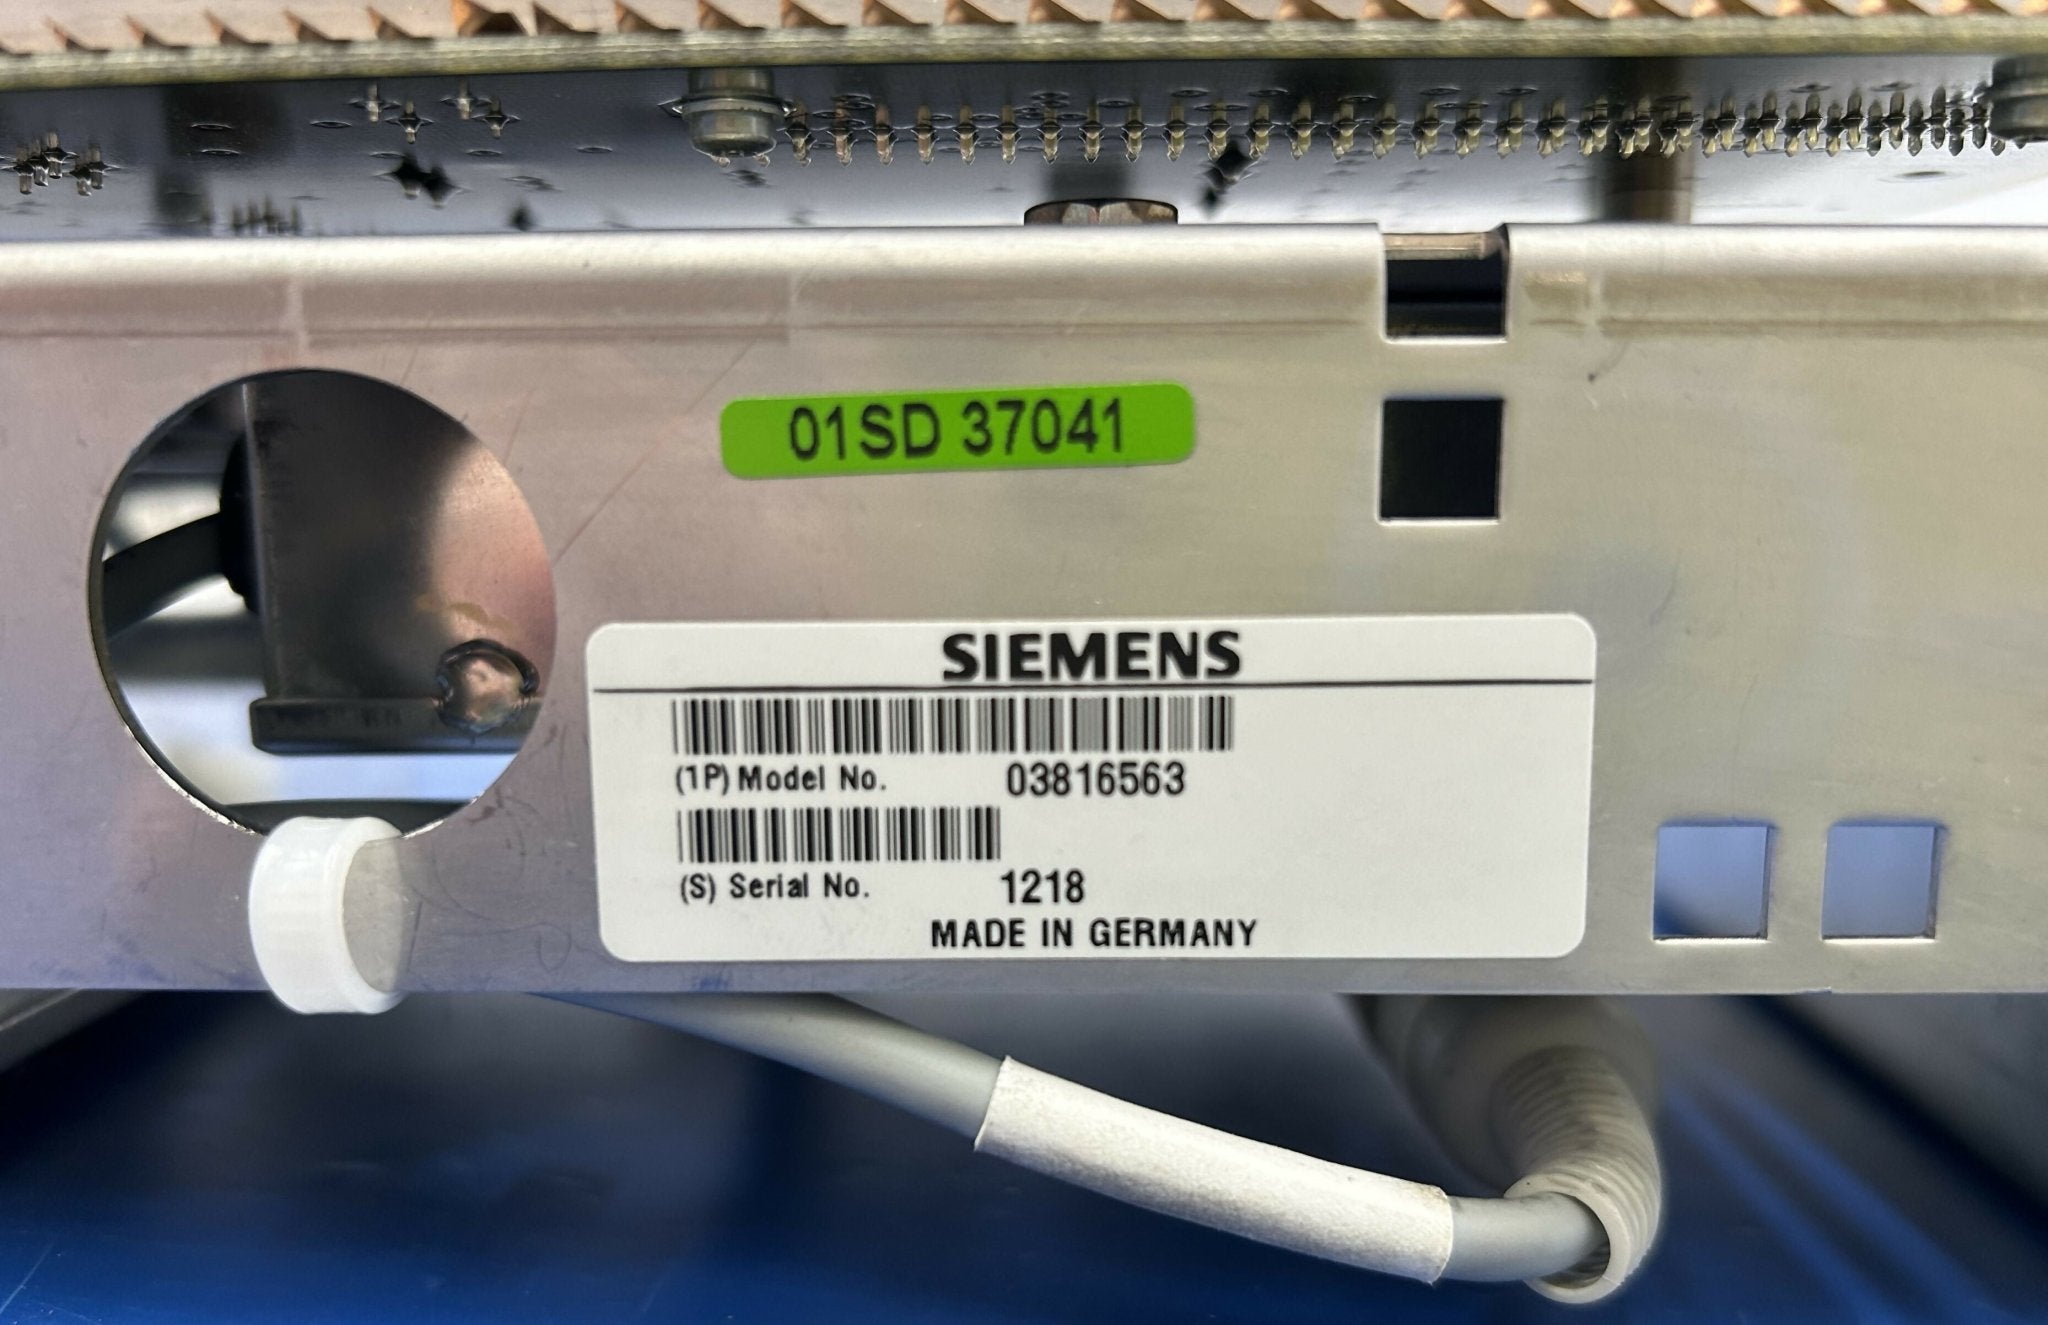 01SD 37041
SIEMENS
(1P) Model No. 03816563
(S) Serial No. 1218
MADE IN GERMANY